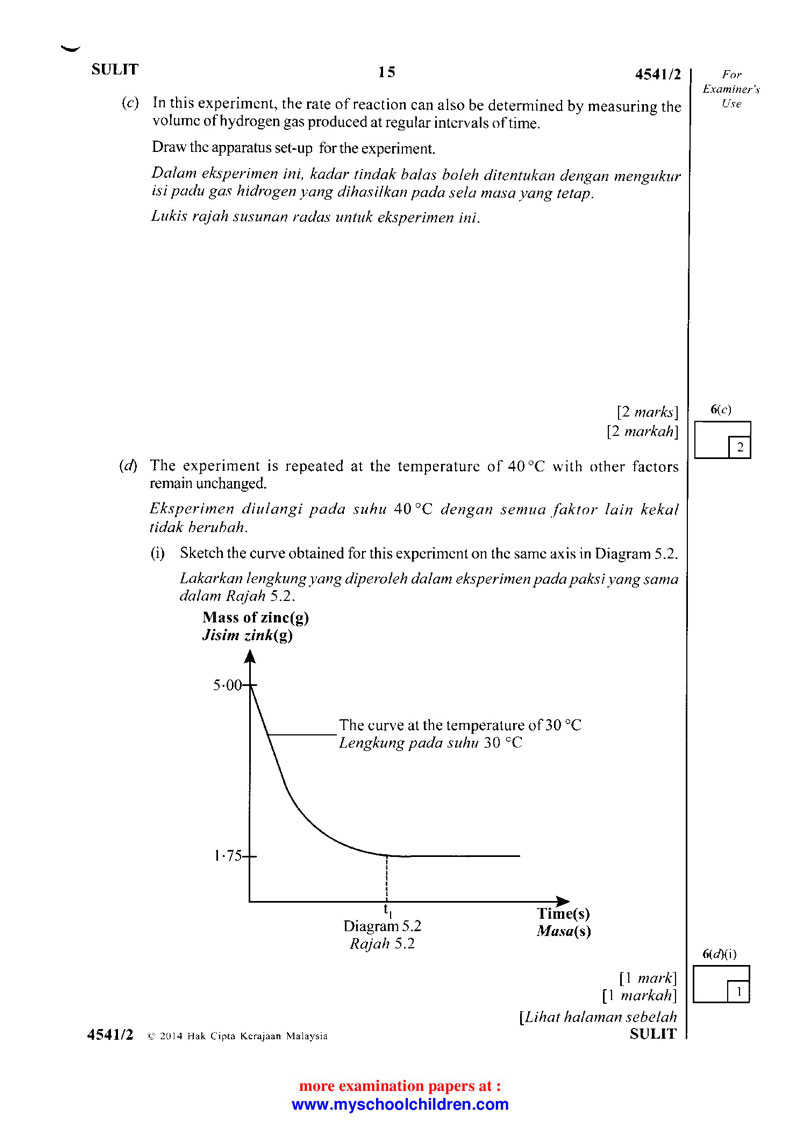 SULIT 15 4541/2
For
Examiner's
Use
(c) In this experiment, the rate of reaction can also be determined by measuring the
volume of hydrogen gas produced at regular intervals of time.
Draw the apparatus set-up for the experiment.
Dalam eksperimen ini, kadar tindak balas boleh ditentukan dengan mengukur
isi padu gas hidrogen yang dihasilkan pada sela masa yang tetap.
Lukis rajah susunan radas untuk eksperimen ini.
[2 marks]
[2 markah]
6(c)
2
(d) The experiment is repeated at the temperature of 40 °C with other factors
remain unchanged.
Eksperimen diulangi pada suhu 40 °C dengan semua faktor lain kekal
tidak berubah.
(i) Sketch the curve obtained for this experiment on the same axis in Diagram 5.2.
Lakarkan lengkung yang diperoleh dalam eksperimen pada paksi yang sama
dalam Rajah 5.2.
Mass of zinc(g)
Jisim zink(g)
5·00
The curve at the temperature of 30 °C
Lengkung pada suhu 30 °C
1·75
t1
Time(s)
Masa(s)
Diagram 5.2
Rajah 5.2
6(d)(i)
[1 mark]
[1 markah]
1
[Lihat halaman sebelah
4541/2 © 2014 Hak Cipta Kerajaan Malaysia SULIT
more examination papers at :
www.myschoolchildren.com